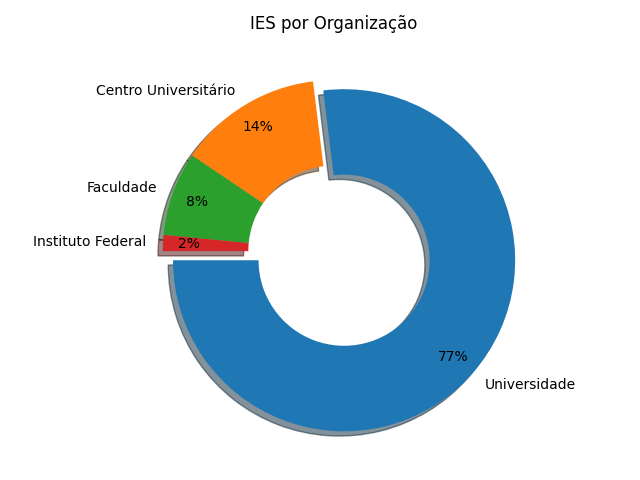 IES por Organização
Centro Universitário
14%
Faculdade
8%
Instituto Federal
2%
77%
Universidade